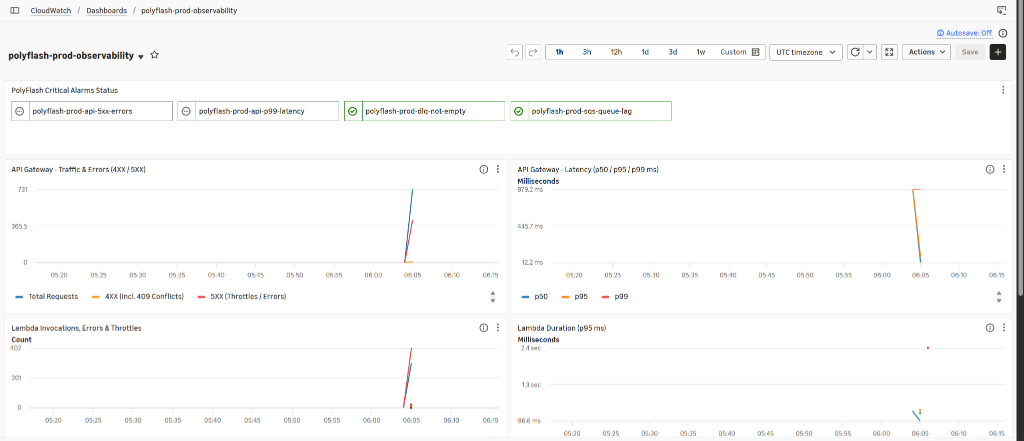 CloudWatch / Dashboards / polyflash-prod-observability
Autosave: Off
polyflash-prod-observability
1h 3h 12h 1d 3d 1w Custom UTC timezone Actions Save
PolyFlash Critical Alarms Status
polyflash-prod-api-5xx-errors
polyflash-prod-api-p99-latency
polyflash-prod-dlq-not-empty
polyflash-prod-sqs-queue-lag
API Gateway - Traffic & Errors (4XX / 5XX)
731
365.5
0
05:20 05:25 05:30 05:35 05:40 05:45 05:50 05:55 06:00 06:05 06:10 06:15
Total Requests 4XX (Incl. 409 Conflicts) 5XX (Throttles / Errors)
API Gateway - Latency (p50 / p95 / p99 ms)
Milliseconds
879.2 ms
445.7 ms
12.2 ms
05:20 05:25 05:30 05:35 05:40 05:45 05:50 05:55 06:00 06:05 06:10 06:15
p50 p95 p99
Lambda Invocations, Errors & Throttles
Count
402
201
0
05:20 05:25 05:30 05:35 05:40 05:45 05:50 05:55 06:00 06:05 06:10 06:15
Lambda Duration (p95 ms)
Milliseconds
2.4 sec
1.3 sec
86.6 ms
05:20 05:25 05:30 05:35 05:40 05:45 05:50 05:55 06:00 06:05 06:10 06:15